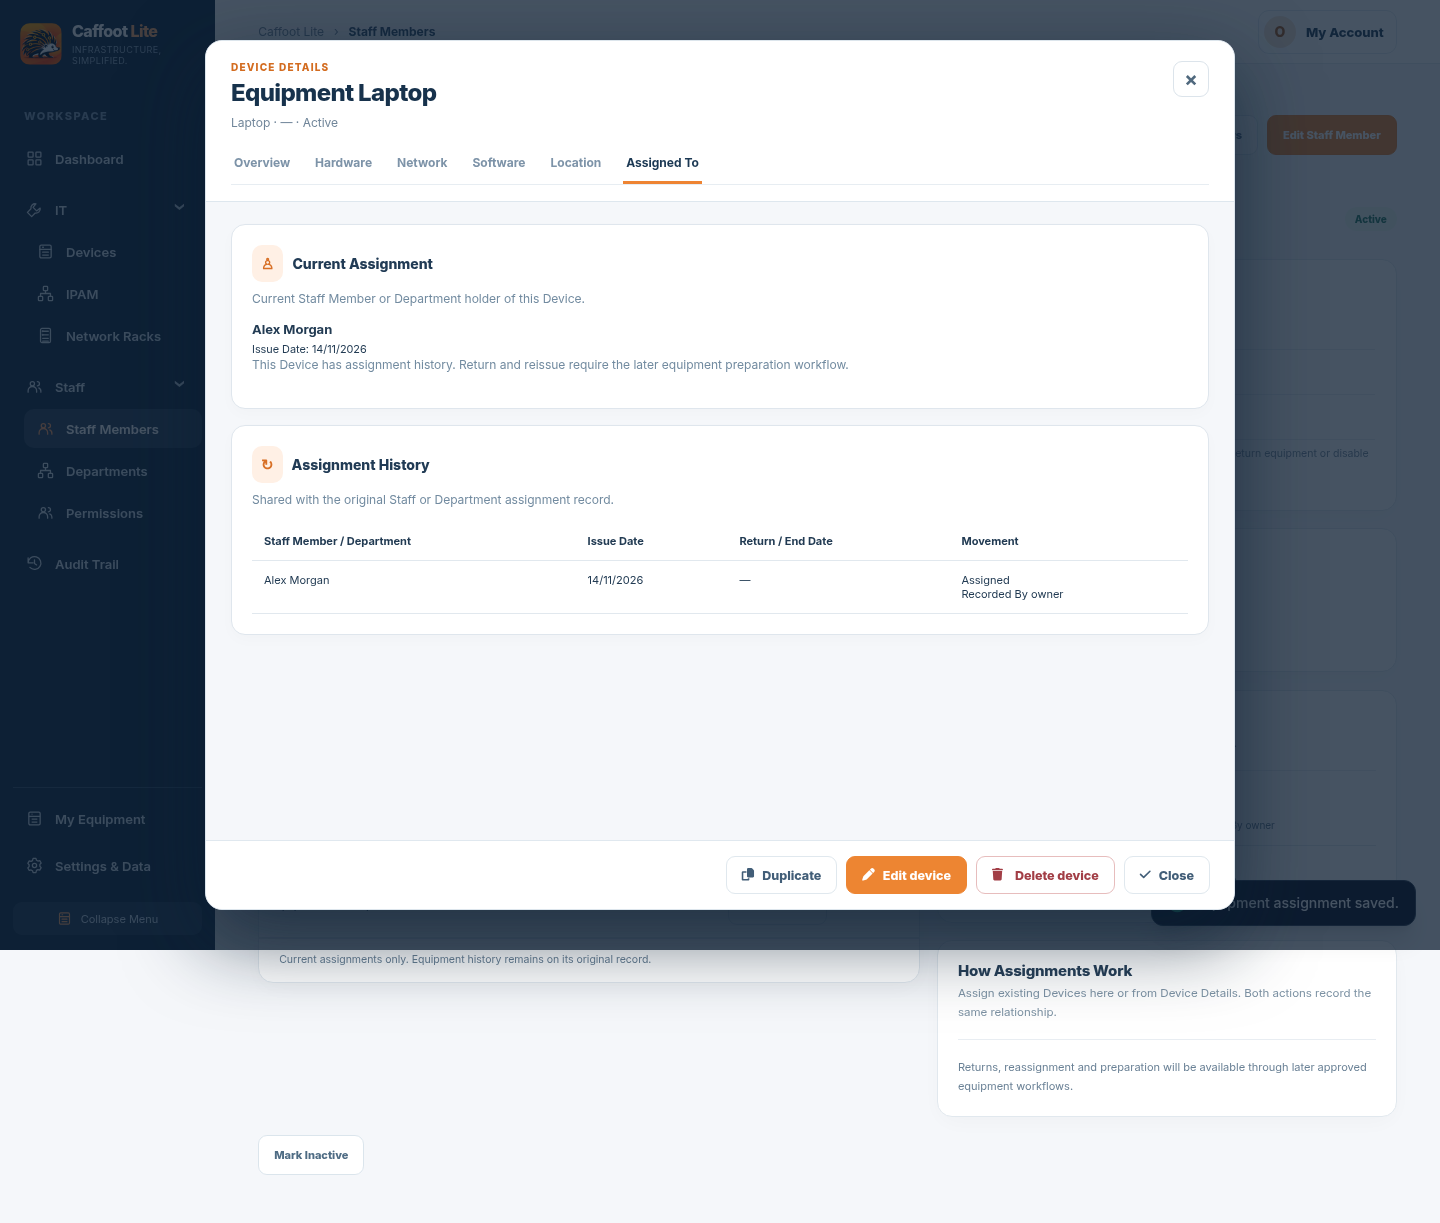 Caffoot Lite
INFRASTRUCTURE,
SIMPLIFIED.
WORKSPACE
Dashboard
IT
Devices
IPAM
Network Racks
Staff
Staff Members
Departments
Permissions
Audit Trail
My Equipment
Settings & Data
Collapse Menu
Caffoot Lite › Staff Members
O My Account
Edit Staff Member
Active
DEVICE DETAILS
Equipment Laptop
Laptop · — · Active
Overview Hardware Network Software Location Assigned To
Current Assignment
Current Staff Member or Department holder of this Device.
Alex Morgan
Issue Date: 14/11/2026
This Device has assignment history. Return and reissue require the later equipment preparation workflow.
Assignment History
Shared with the original Staff or Department assignment record.
Staff Member / Department Issue Date Return / End Date Movement
Alex Morgan 14/11/2026 — Assigned
Recorded By owner
equipment or disable
owner
Duplicate Edit device Delete device Close
assignment saved.
Current assignments only. Equipment history remains on its original record.
How Assignments Work
Assign existing Devices here or from Device Details. Both actions record the
same relationship.
Returns, reassignment and preparation will be available through later approved
equipment workflows.
Mark Inactive